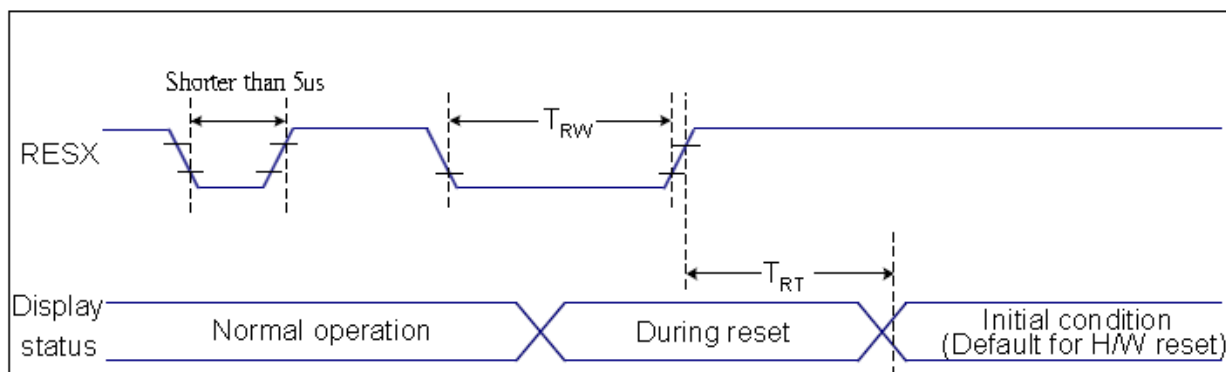 Shorter than 5us
RESX
TRW
TRT
Display
status
Normal operation
During reset
Initial condition
(Default for H/W reset)